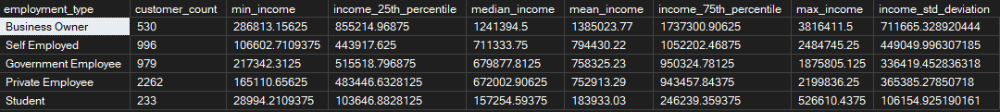 employment_type customer_count min_income income_25th_percentile median_income mean_income income_75th_percentile max_income income_std_deviation
Business Owner 530 286813.15625 855214.96875 1241394.5 1385023.77 1737300.90625 3816411.5 711665.328920444
Self Employed 996 106602.7109375 443917.625 711333.75 794430.22 1052202.46875 2484745.25 449049.996307185
Government Employee 979 217342.3125 515518.796875 679877.8125 758325.23 950324.78125 1875805.125 336419.452836318
Private Employee 2262 165110.65625 483446.6328125 672002.90625 752913.29 943457.84375 2199836.25 365385.27850718
Student 233 28994.2109375 103646.8828125 157254.59375 183933.03 246239.359375 526610.4375 106154.925190161